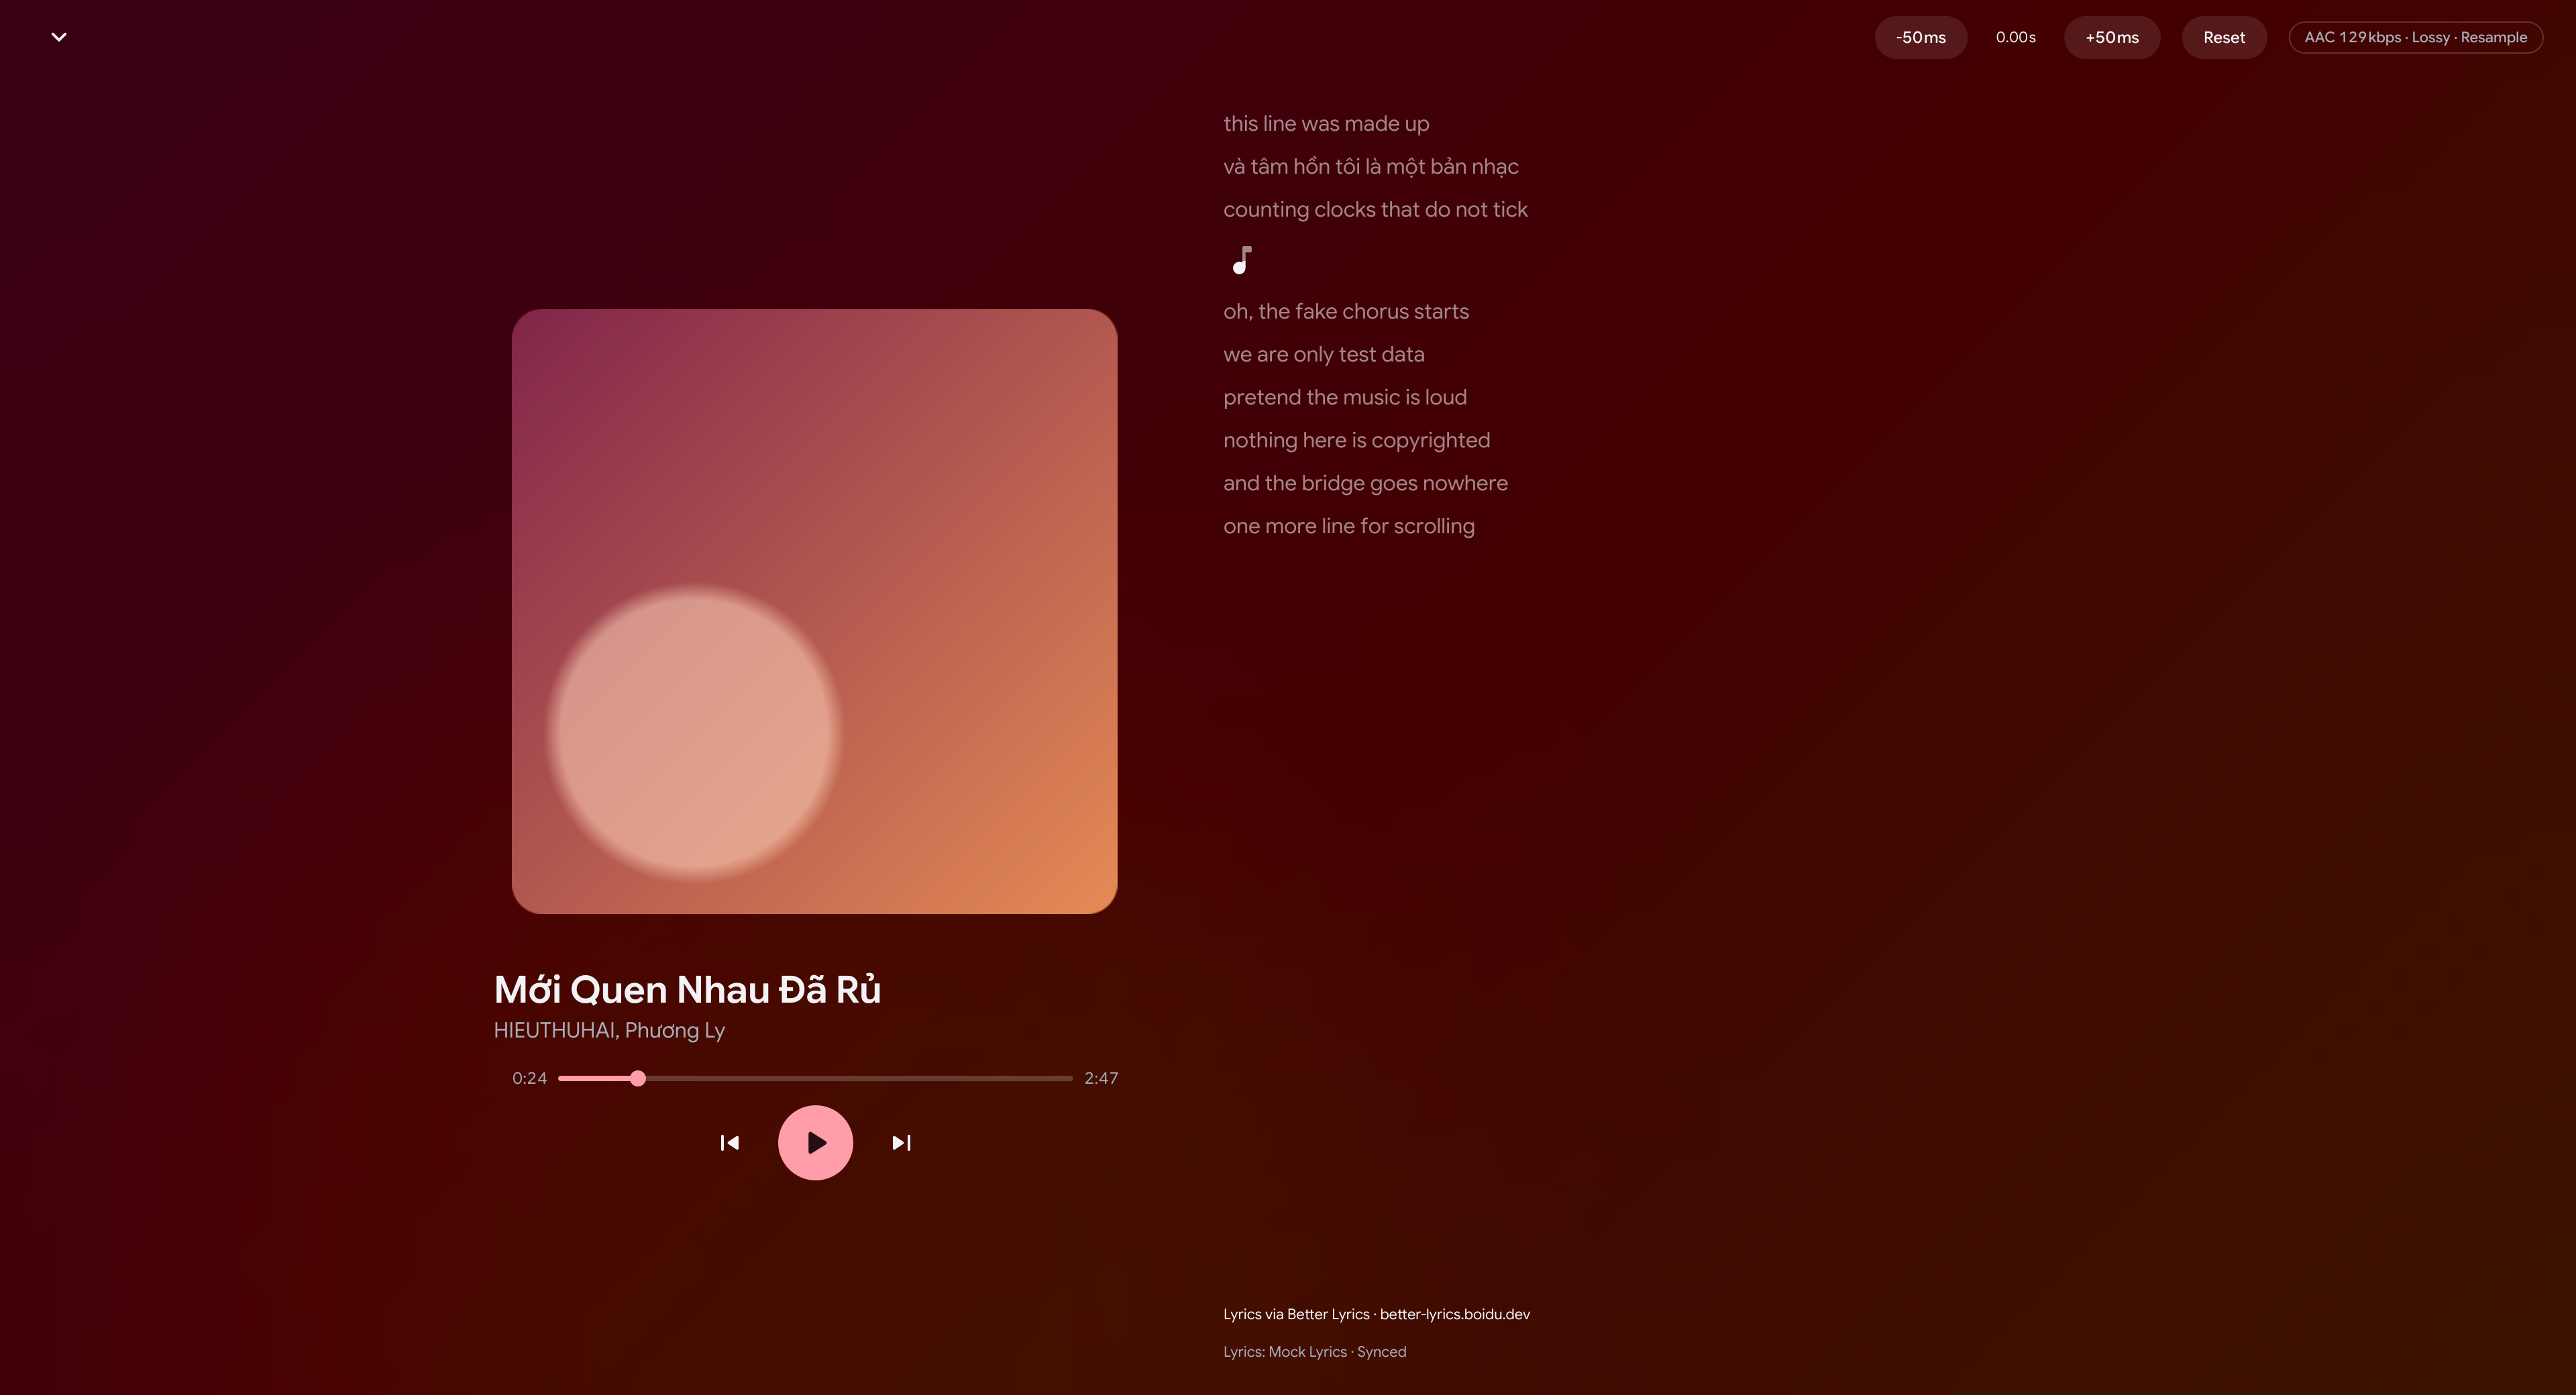 -50ms 0.00s +50ms Reset AAC 129kbps · Lossy · Resample
this line was made up
và tâm hồn tôi là một bản nhạc
counting clocks that do not tick
oh, the fake chorus starts
we are only test data
pretend the music is loud
nothing here is copyrighted
and the bridge goes nowhere
one more line for scrolling
Mới Quen Nhau Đã Rủ
HIEUTHUHAI, Phương Ly
0:24 2:47
Lyrics via Better Lyrics · better-lyrics.boidu.dev
Lyrics: Mock Lyrics · Synced